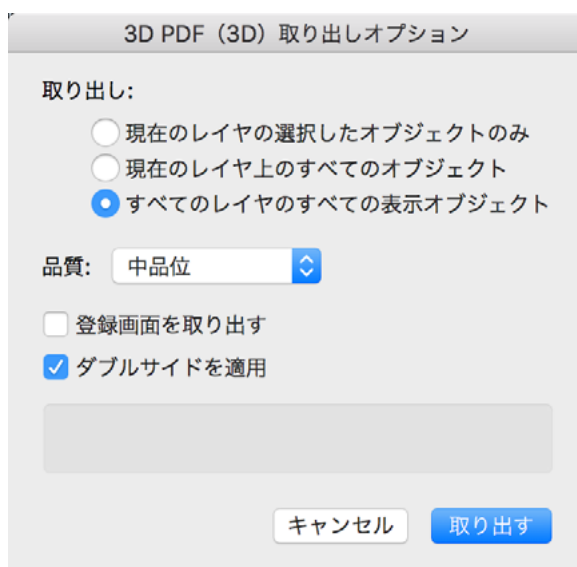 3D PDF（3D）取り出しオプション
取り出し:
現在のレイヤの選択したオブジェクトのみ
現在のレイヤ上のすべてのオブジェクト
すべてのレイヤのすべての表示オブジェクト
品質: 中品位
登録画面を取り出す
ダブルサイドを適用
キャンセル 取り出す